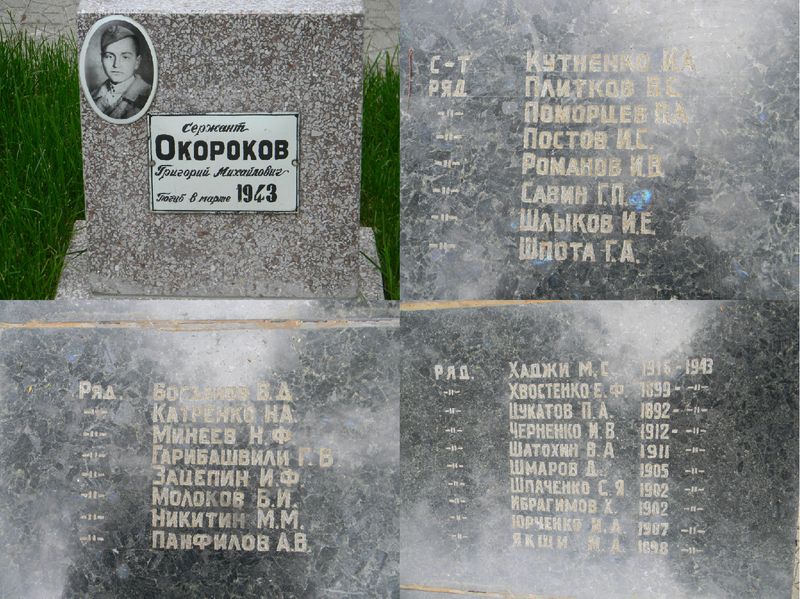 Сержант
ОКОРОКОВ
Григорий Михайлович
Погиб в марте 1943
С-Т КУТНЕНКО И.А.
РЯД. ПЛИТКОВ В.С.
-"- ПОМОРЦЕВ П.А.
-"- ПОСТОВ И.С.
-"- РОМАНОВ И.В.
-"- САВИН Г.П.
-"- ШЛЫКОВ И.Е.
-"- ШПОТА Г.А.
РЯД. БОГДАНОВ В.Д.
-"- КАТРЕНКО Н.А.
-"- МИНЕЕВ Н.Ф.
-"- ГАРИБАШВИЛИ Г.В.
-"- ЗАЦЕПИН И.Ф.
-"- МОЛОКОВ В.И.
-"- НИКИТИН М.М.
-"- ПАНФИЛОВ А.В.
РЯД. ХАДЖИ М.С. 1916-1943
-"- ХВОСТЕНКО Е.Ф. 1899- -"-
-"- ЦУКАТОВ П.А. 1892- -"-
-"- ЧЕРНЕНКО И.В. 1912- -"-
-"- ШАТОХИН В.А. 1911 -"-
-"- ШМАРОВ Д. 1905 -"-
-"- ШПАЧЕНКО С.Я. 1902 -"-
-"- ИБРАГИМОВ Х. 1902 -"-
-"- ЮРЧЕНКО И.А. 1907 -"-
-"- ЯКШИ М.А. 1898 -"-